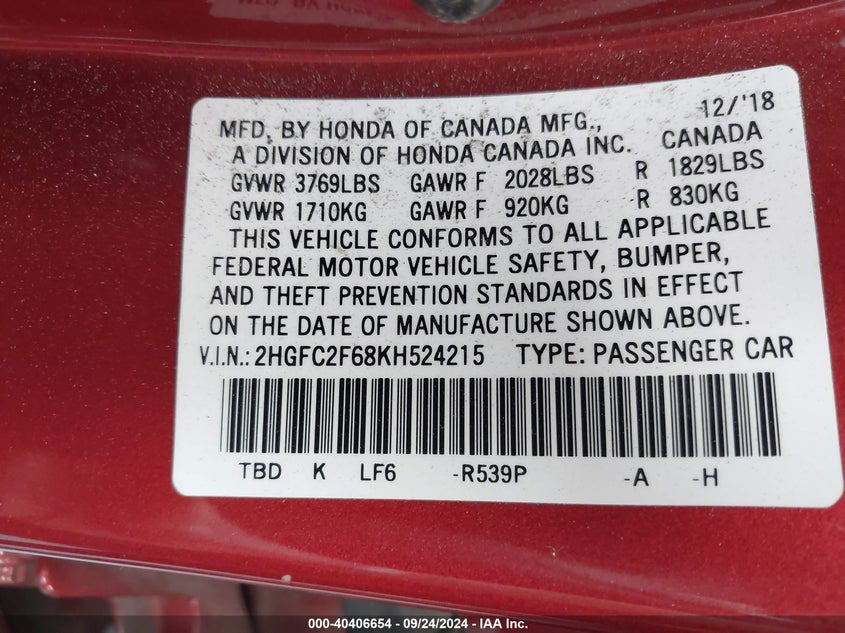 12/'18
MFD. BY HONDA OF CANADA MFG.,
A DIVISION OF HONDA CANADA INC. CANADA
GVWR 3769LBS GAWR F 2028LBS R 1829LBS
GVWR 1710KG GAWR F 920KG R 830KG
THIS VEHICLE CONFORMS TO ALL APPLICABLE
FEDERAL MOTOR VEHICLE SAFETY, BUMPER,
AND THEFT PREVENTION STANDARDS IN EFFECT
ON THE DATE OF MANUFACTURE SHOWN ABOVE.
V.I.N.: 2HGFC2F68KH524215 TYPE: PASSENGER CAR
TBD K LF6 -R539P -A -H
000-40406654 - 09/24/2024 - IAA Inc.